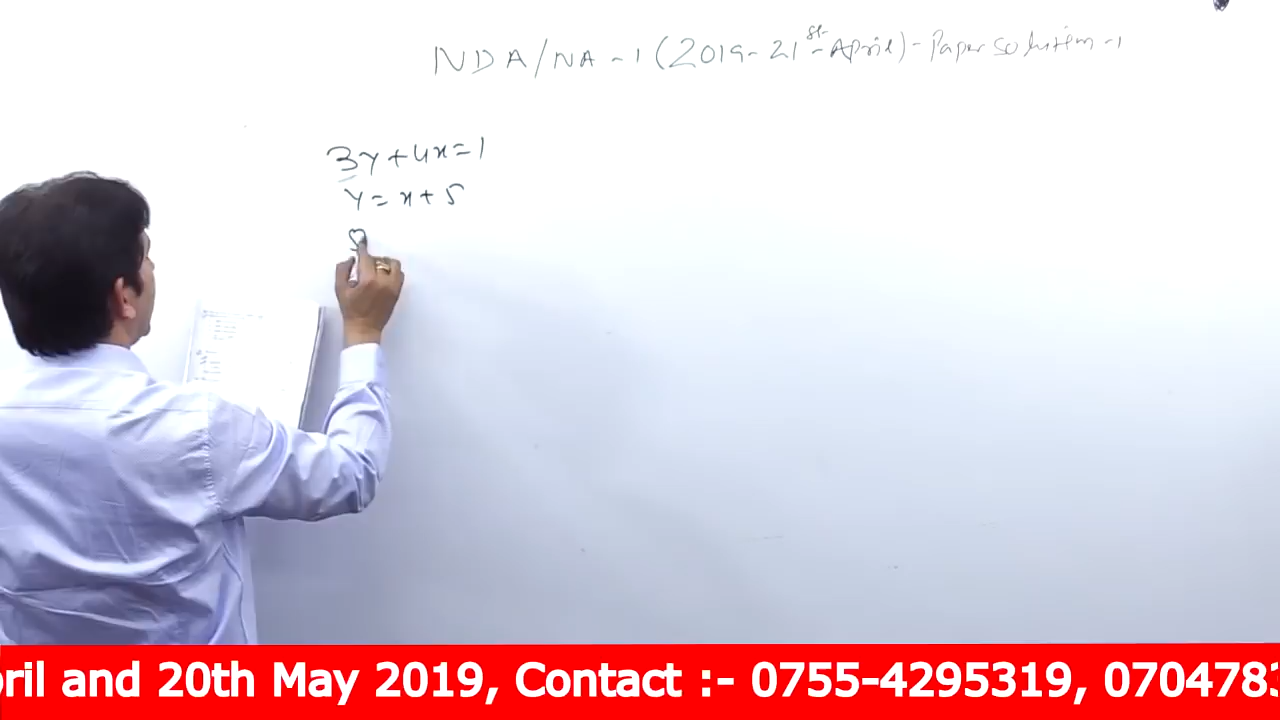 NDA/NA-1 (2019-21st-April)-Paper solution-1
3y+4x=1
y=x+5
pril and 20th May 2019, Contact :- 0755-4295319, 0704783